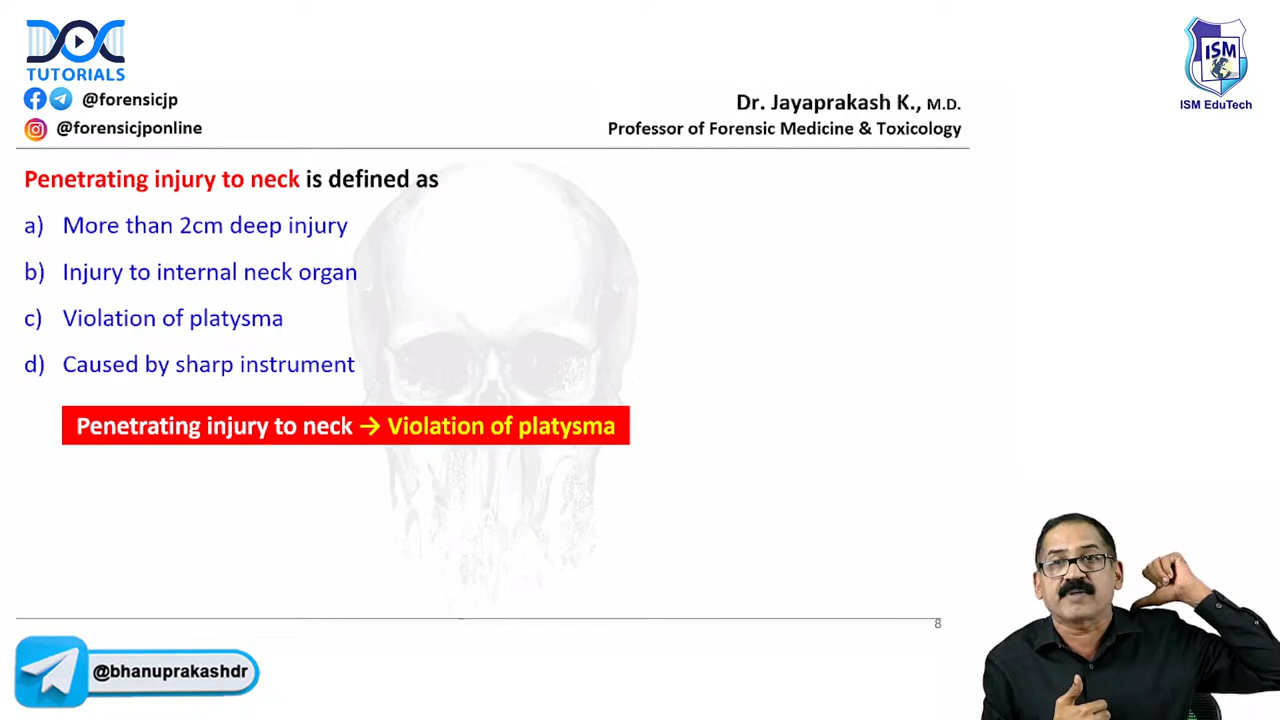 DOC
TUTORIALS
@forensicjp
@forensicjponline
ISM
ISM EduTech
Dr. Jayaprakash K., M.D.
Professor of Forensic Medicine & Toxicology
Penetrating injury to neck is defined as
a) More than 2cm deep injury
b) Injury to internal neck organ
c) Violation of platysma
d) Caused by sharp instrument
Penetrating injury to neck → Violation of platysma
8
@bhanuprakashdr